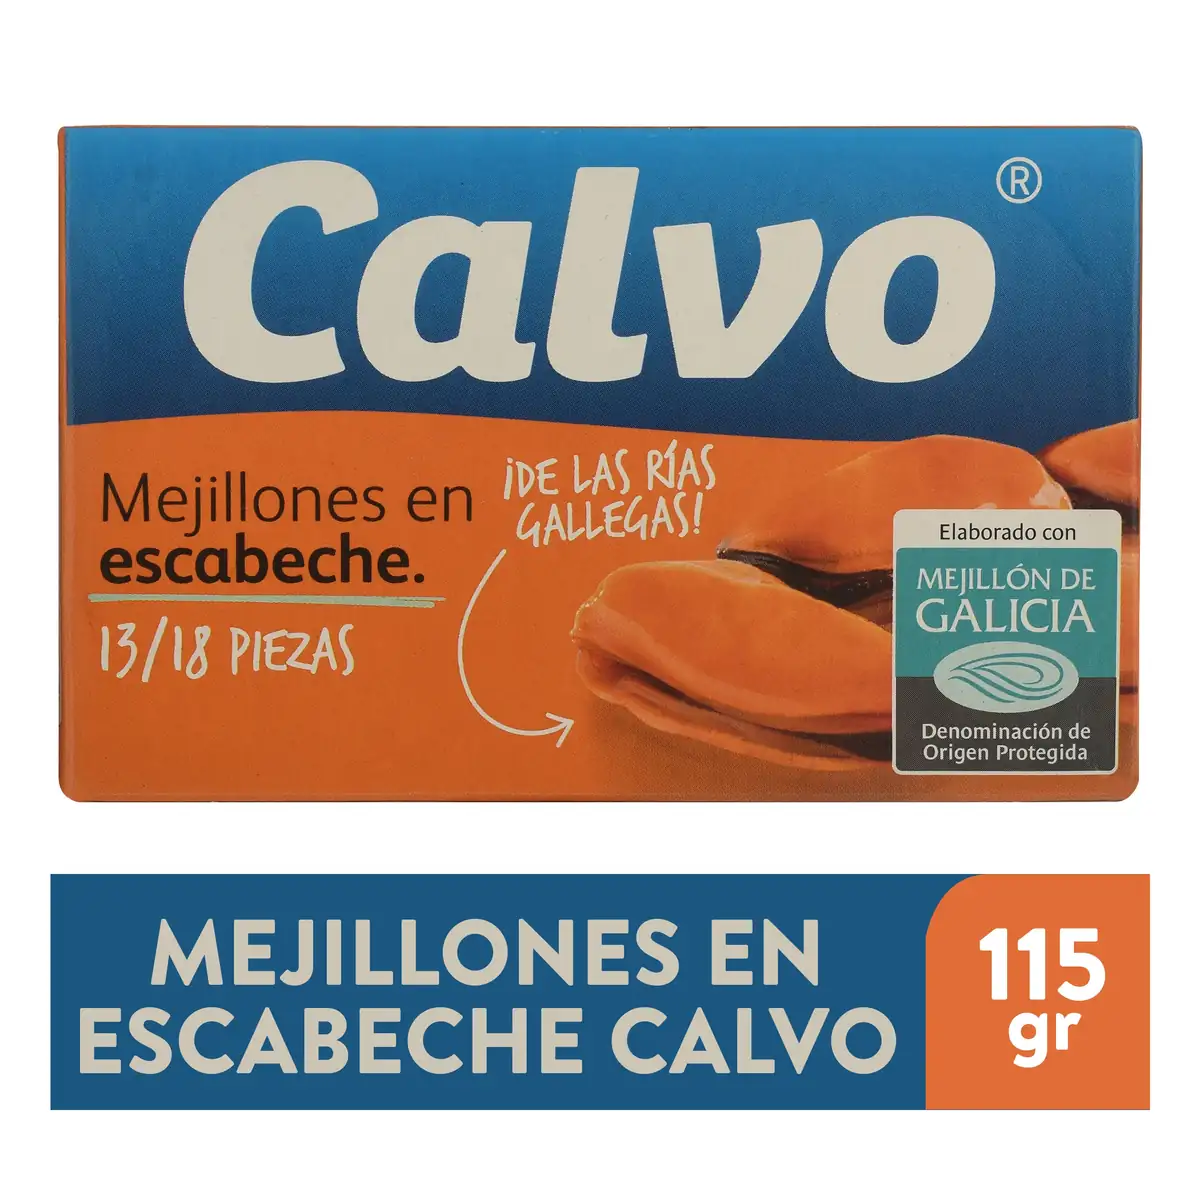 Calvo®
Mejillones en
escabeche.
13/18 PIEZAS
¡DE LAS RÍAS
GALLEGAS!
Elaborado con
MEJILLÓN DE
GALICIA
Denominación de
Origen Protegida
MEJILLONES EN
ESCABECHE CALVO
115
gr